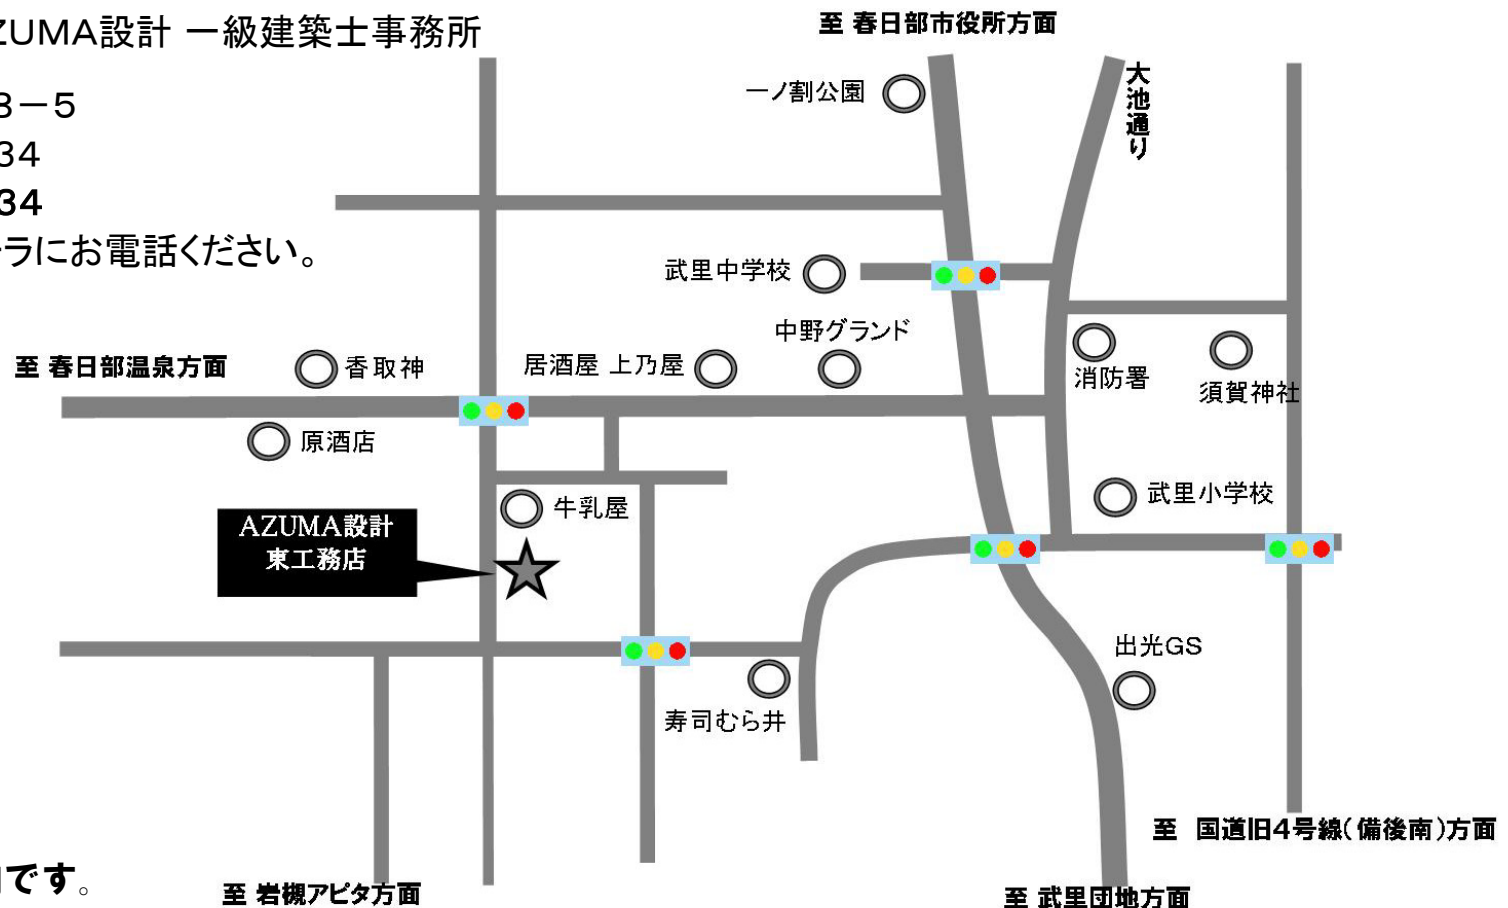 ZUMA設計 一級建築士事務所
3－5
34
34
ラにお電話ください。
至 春日部市役所方面
大池通り
一ノ割公園
武里中学校
中野グランド
居酒屋 上乃屋
至 春日部温泉方面
香取神
消防署
須賀神社
原酒店
牛乳屋
武里小学校
AZUMA設計
東工務店
出光GS
寿司むら井
至 国道旧4号線(備後南)方面
です。
至 岩槻アピタ方面
至 武里団地方面